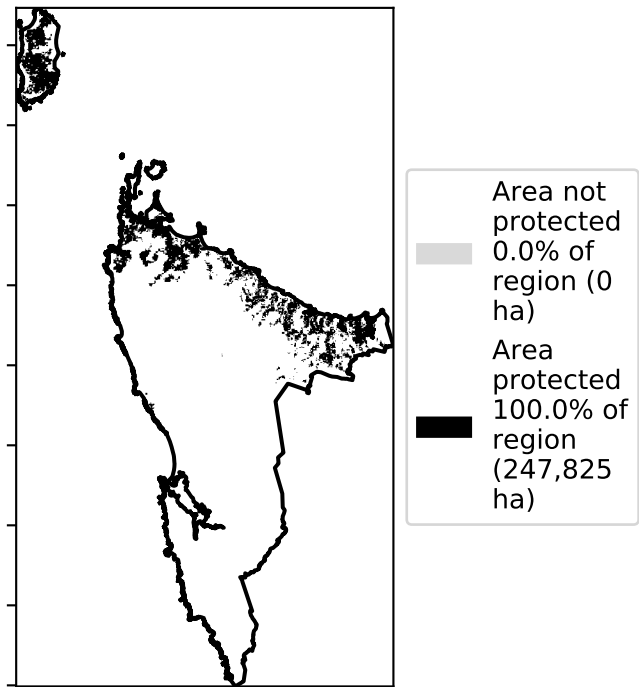 Area not
protected
0.0% of
region (0
ha)
Area
protected
100.0% of
region
(247,825
ha)